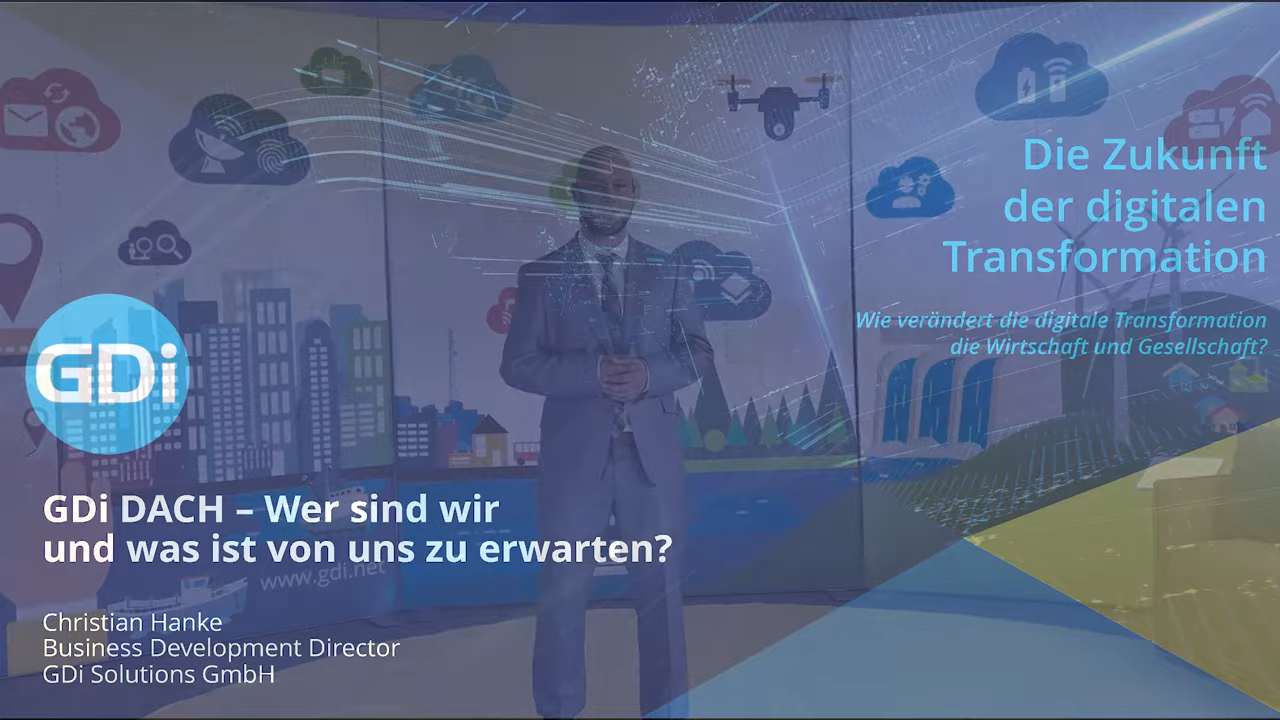 Die Zukunft
der digitalen
Transformation
Wie verändert die digitale Transformation
die Wirtschaft und Gesellschaft?
GDi
GDi DACH – Wer sind wir
und was ist von uns zu erwarten?
www.gdi.net
Christian Hanke
Business Development Director
GDi Solutions GmbH